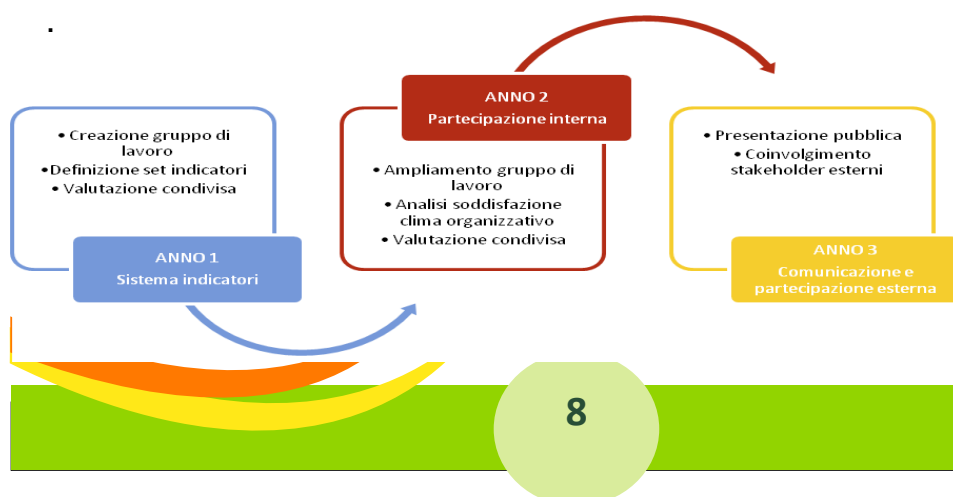 .
• Creazione gruppo di
lavoro
•Definizione set indicatori
• Valutazione condivisa
ANNO 1
Sistema indicatori
ANNO 2
Partecipazione interna
• Ampliamento gruppo di
lavoro
• Analisi soddisfazione
clima organizzativo
• Valutazione condivisa
• Presentazione pubblica
• Coinvolgimento
stakeholder esterni
ANNO 3
Comunicazione e
partecipazione esterna
8